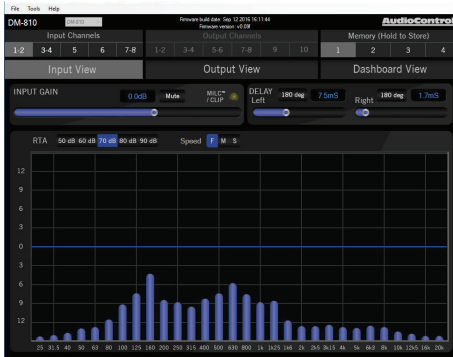 File Tools Help
DM-810
DM-810
Firmware build date: Sep 12 2016 16:11:44
Firmware version: v0.09f
AudioControl
Input Channels
Output Channels
Memory (Hold to Store)
1-2 3-4 5-6 7-8 1-2 3-4 5-6 7-8 9 10 1 2 3 4
Input View
Output View
Dashboard View
INPUT GAIN
0.0dB
Mute
MILC™
/ CLIP
DELAY
Left
180 deg
7.5mS
Right
180 deg
1.7mS
RTA 50 dB 60 dB 70 dB 80 dB 90 dB Speed F M S
12
9
6
3
0
3
6
9
12
25 31.5 40 50 63 80 100 125 160 200 250 315 400 500 630 800 1k 1k25 1k6 2k 2k5 3k15 4k 5k 6k3 8k 10k 12k5 16k 20k